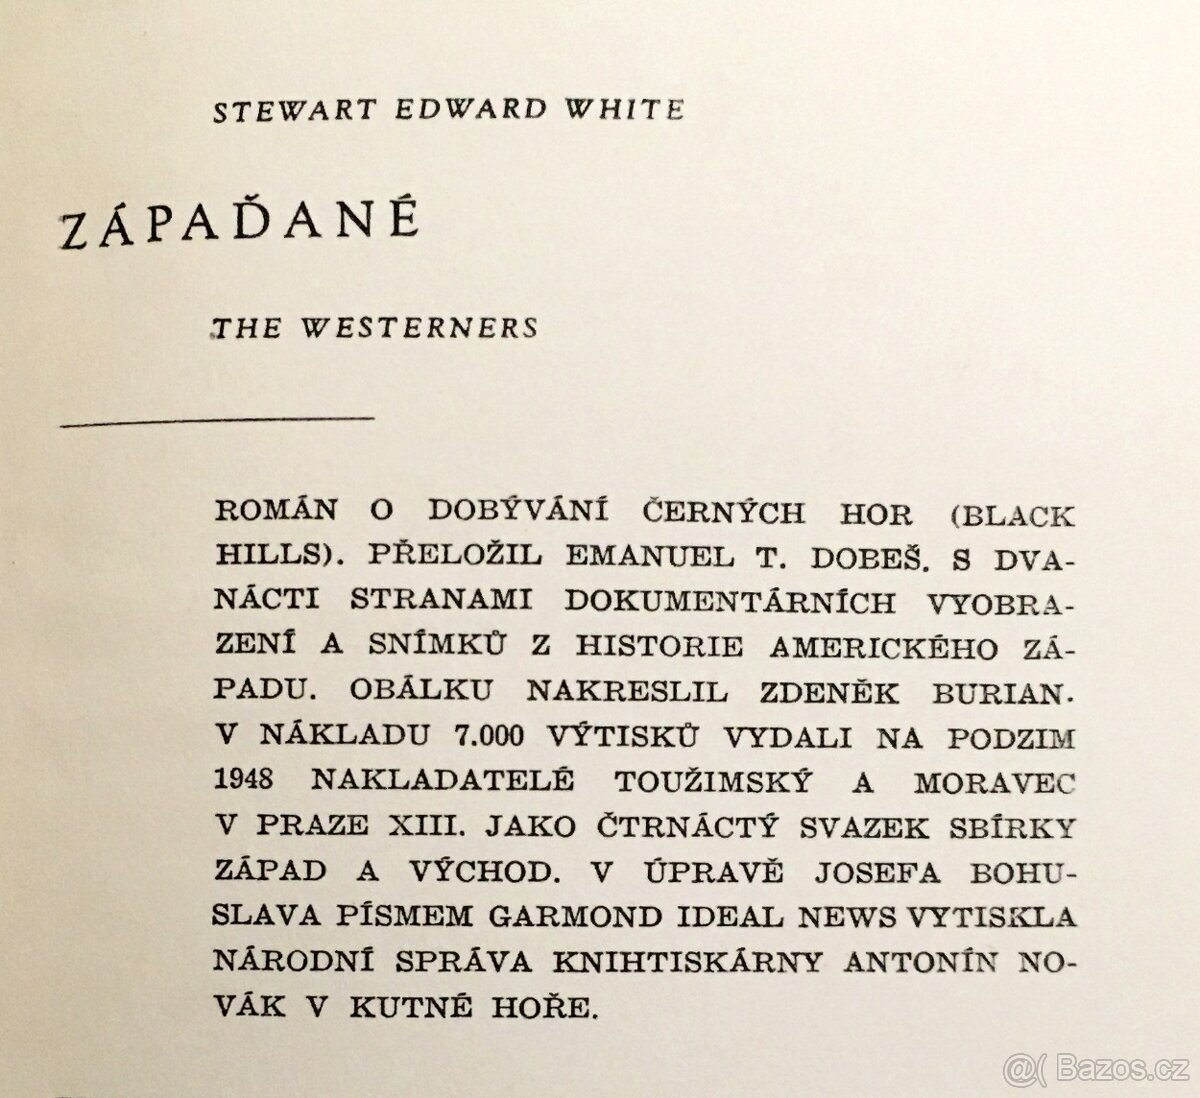 STEWART EDWARD WHITE
ZÁPAĎANÉ
THE WESTERNERS
ROMÁN O DOBÝVÁNÍ ČERNÝCH HOR (BLACK
HILLS). PŘELOŽIL EMANUEL T. DOBEŠ. S DVA-
NÁCTI STRANAMI DOKUMENTÁRNÍCH VYOBRA-
ZENÍ A SNÍMKŮ Z HISTORIE AMERICKÉHO ZÁ-
PADU. OBÁLKU NAKRESLIL ZDENĚK BURIAN.
V NÁKLADU 7.000 VÝTISKŮ VYDALI NA PODZIM
1948 NAKLADATELÉ TOUŽIMSKÝ A MORAVEC
V PRAZE XIII. JAKO ČTRNÁCTÝ SVAZEK SBÍRKY
ZÁPAD A VÝCHOD. V ÚPRAVĚ JOSEFA BOHU-
SLAVA PÍSMEM GARMOND IDEAL NEWS VYTISKLA
NÁRODNÍ SPRÁVA KNIHTISKÁRNY ANTONÍN NO-
VÁK V KUTNÉ HOŘE.
@( Bazos.cz